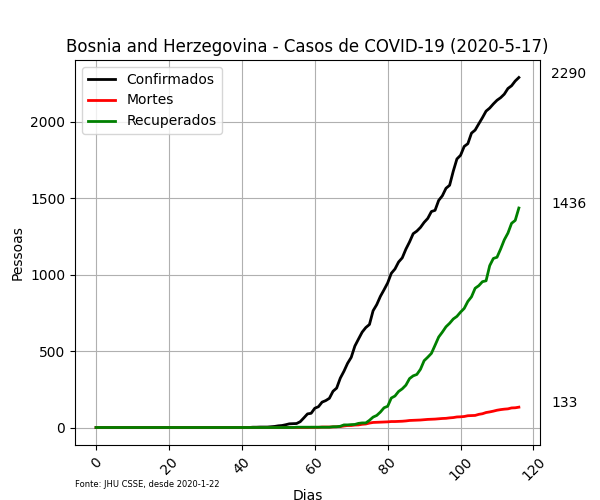 Bosnia and Herzegovina - Casos de COVID-19 (2020-5-17)
Confirmados
Mortes
Recuperados
2290
1436
133
Pessoas
2000
1500
1000
500
0
0 20 40 60 80 100 120
Dias
Fonte: JHU CSSE, desde 2020-1-22